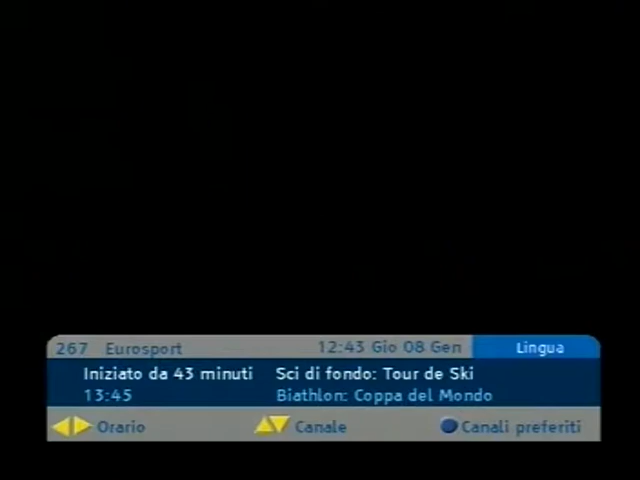 267 Eurosport 12:43 Gio 08 Gen Lingua
Iniziato da 43 minuti Sci di fondo: Tour de Ski
13:45 Biathlon: Coppa del Mondo
Orario Canale Canali preferiti